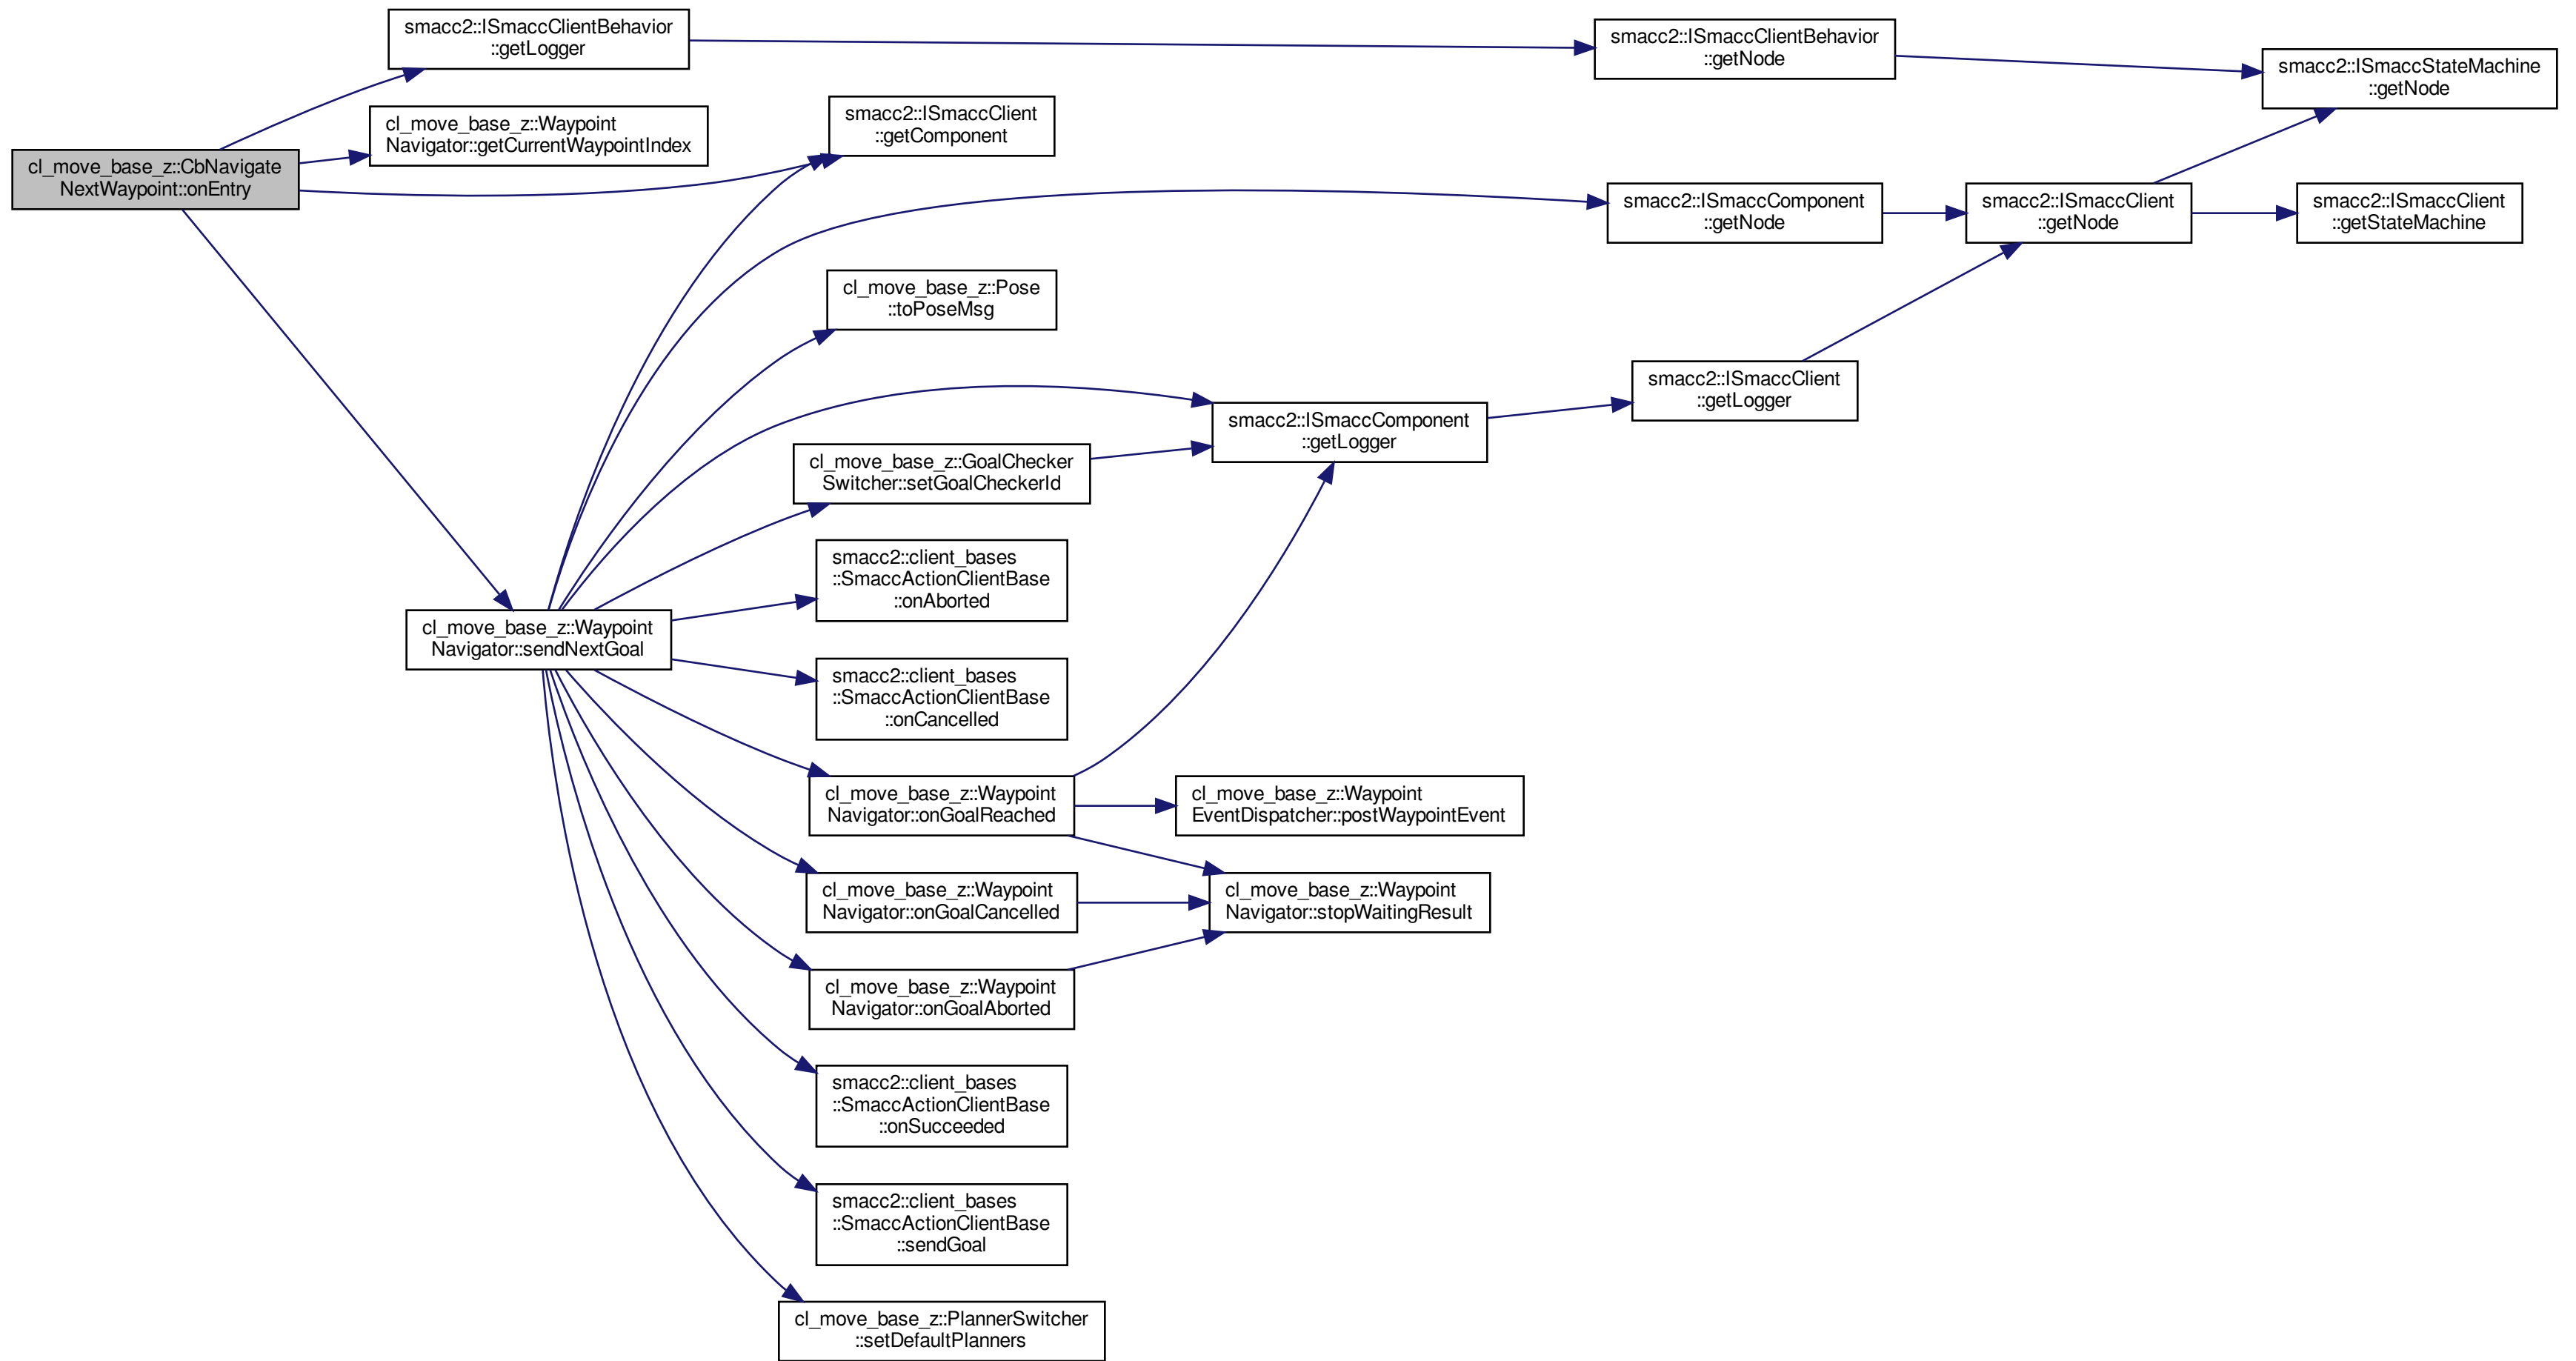 smacc2::ISmaccClientBehavior
::getLogger
smacc2::ISmaccClientBehavior
::getNode
smacc2::ISmaccStateMachine
::getNode
cl_move_base_z::Waypoint
Navigator::getCurrentWaypointIndex
smacc2::ISmaccClient
::getComponent
cl_move_base_z::CbNavigate
NextWaypoint::onEntry
smacc2::ISmaccComponent
::getNode
smacc2::ISmaccClient
::getNode
smacc2::ISmaccClient
::getStateMachine
cl_move_base_z::Pose
::toPoseMsg
smacc2::ISmaccClient
::getLogger
smacc2::ISmaccComponent
::getLogger
cl_move_base_z::GoalChecker
Switcher::setGoalCheckerId
smacc2::client_bases
::SmaccActionClientBase
::onAborted
cl_move_base_z::Waypoint
Navigator::sendNextGoal
smacc2::client_bases
::SmaccActionClientBase
::onCancelled
cl_move_base_z::Waypoint
Navigator::onGoalReached
cl_move_base_z::Waypoint
EventDispatcher::postWaypointEvent
cl_move_base_z::Waypoint
Navigator::onGoalCancelled
cl_move_base_z::Waypoint
Navigator::stopWaitingResult
cl_move_base_z::Waypoint
Navigator::onGoalAborted
smacc2::client_bases
::SmaccActionClientBase
::onSucceeded
smacc2::client_bases
::SmaccActionClientBase
::sendGoal
cl_move_base_z::PlannerSwitcher
::setDefaultPlanners